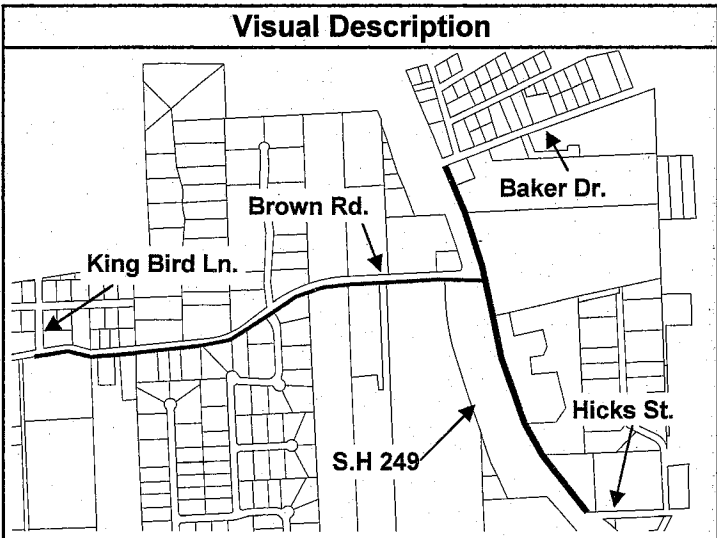 Visual Description
Baker Dr.
Brown Rd.
King Bird Ln.
Hicks St.
S.H 249